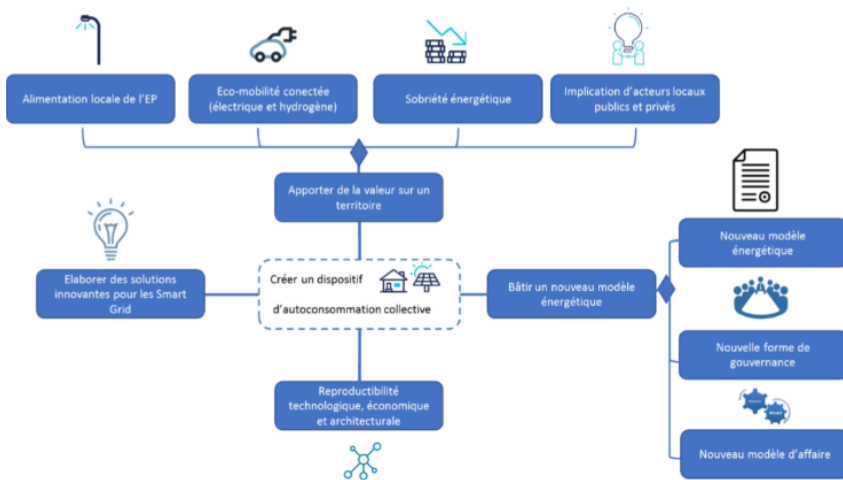 Alimentation locale de l'EP
Eco-mobilité conectée
(électrique et hydrogène)
Sobriété énergétique
Implication d'acteurs locaux
publics et privés
Apporter de la valeur sur un
territoire
Nouveau modèle
énergétique
Elaborer des solutions
innovantes pour les Smart
Grid
Créer un dispositif
d'autoconsommation collective
Bâtir un nouveau modèle
énergétique
Nouvelle forme de
gouvernance
Reproductibilité
technologique, économique
et architecturale
Nouveau modèle d'affaire